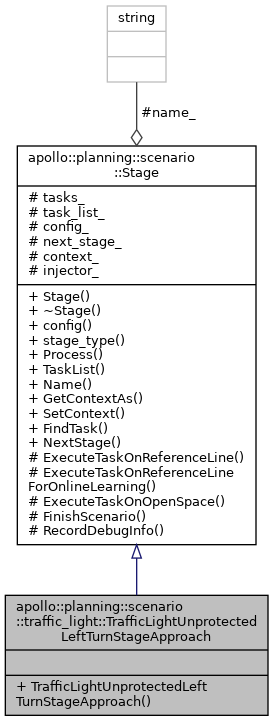 string
#name_
apollo::planning::scenario
::Stage
# tasks_
# task_list_
# config_
# next_stage_
# context_
# injector_
+ Stage()
+ ~Stage()
+ config()
+ stage_type()
+ Process()
+ TaskList()
+ Name()
+ GetContextAs()
+ SetContext()
+ FindTask()
+ NextStage()
# ExecuteTaskOnReferenceLine()
# ExecuteTaskOnReferenceLine
ForOnlineLearning()
# ExecuteTaskOnOpenSpace()
# FinishScenario()
# RecordDebugInfo()
apollo::planning::scenario
::traffic_light::TrafficLightUnprotected
LeftTurnStageApproach
+ TrafficLightUnprotectedLeft
TurnStageApproach()